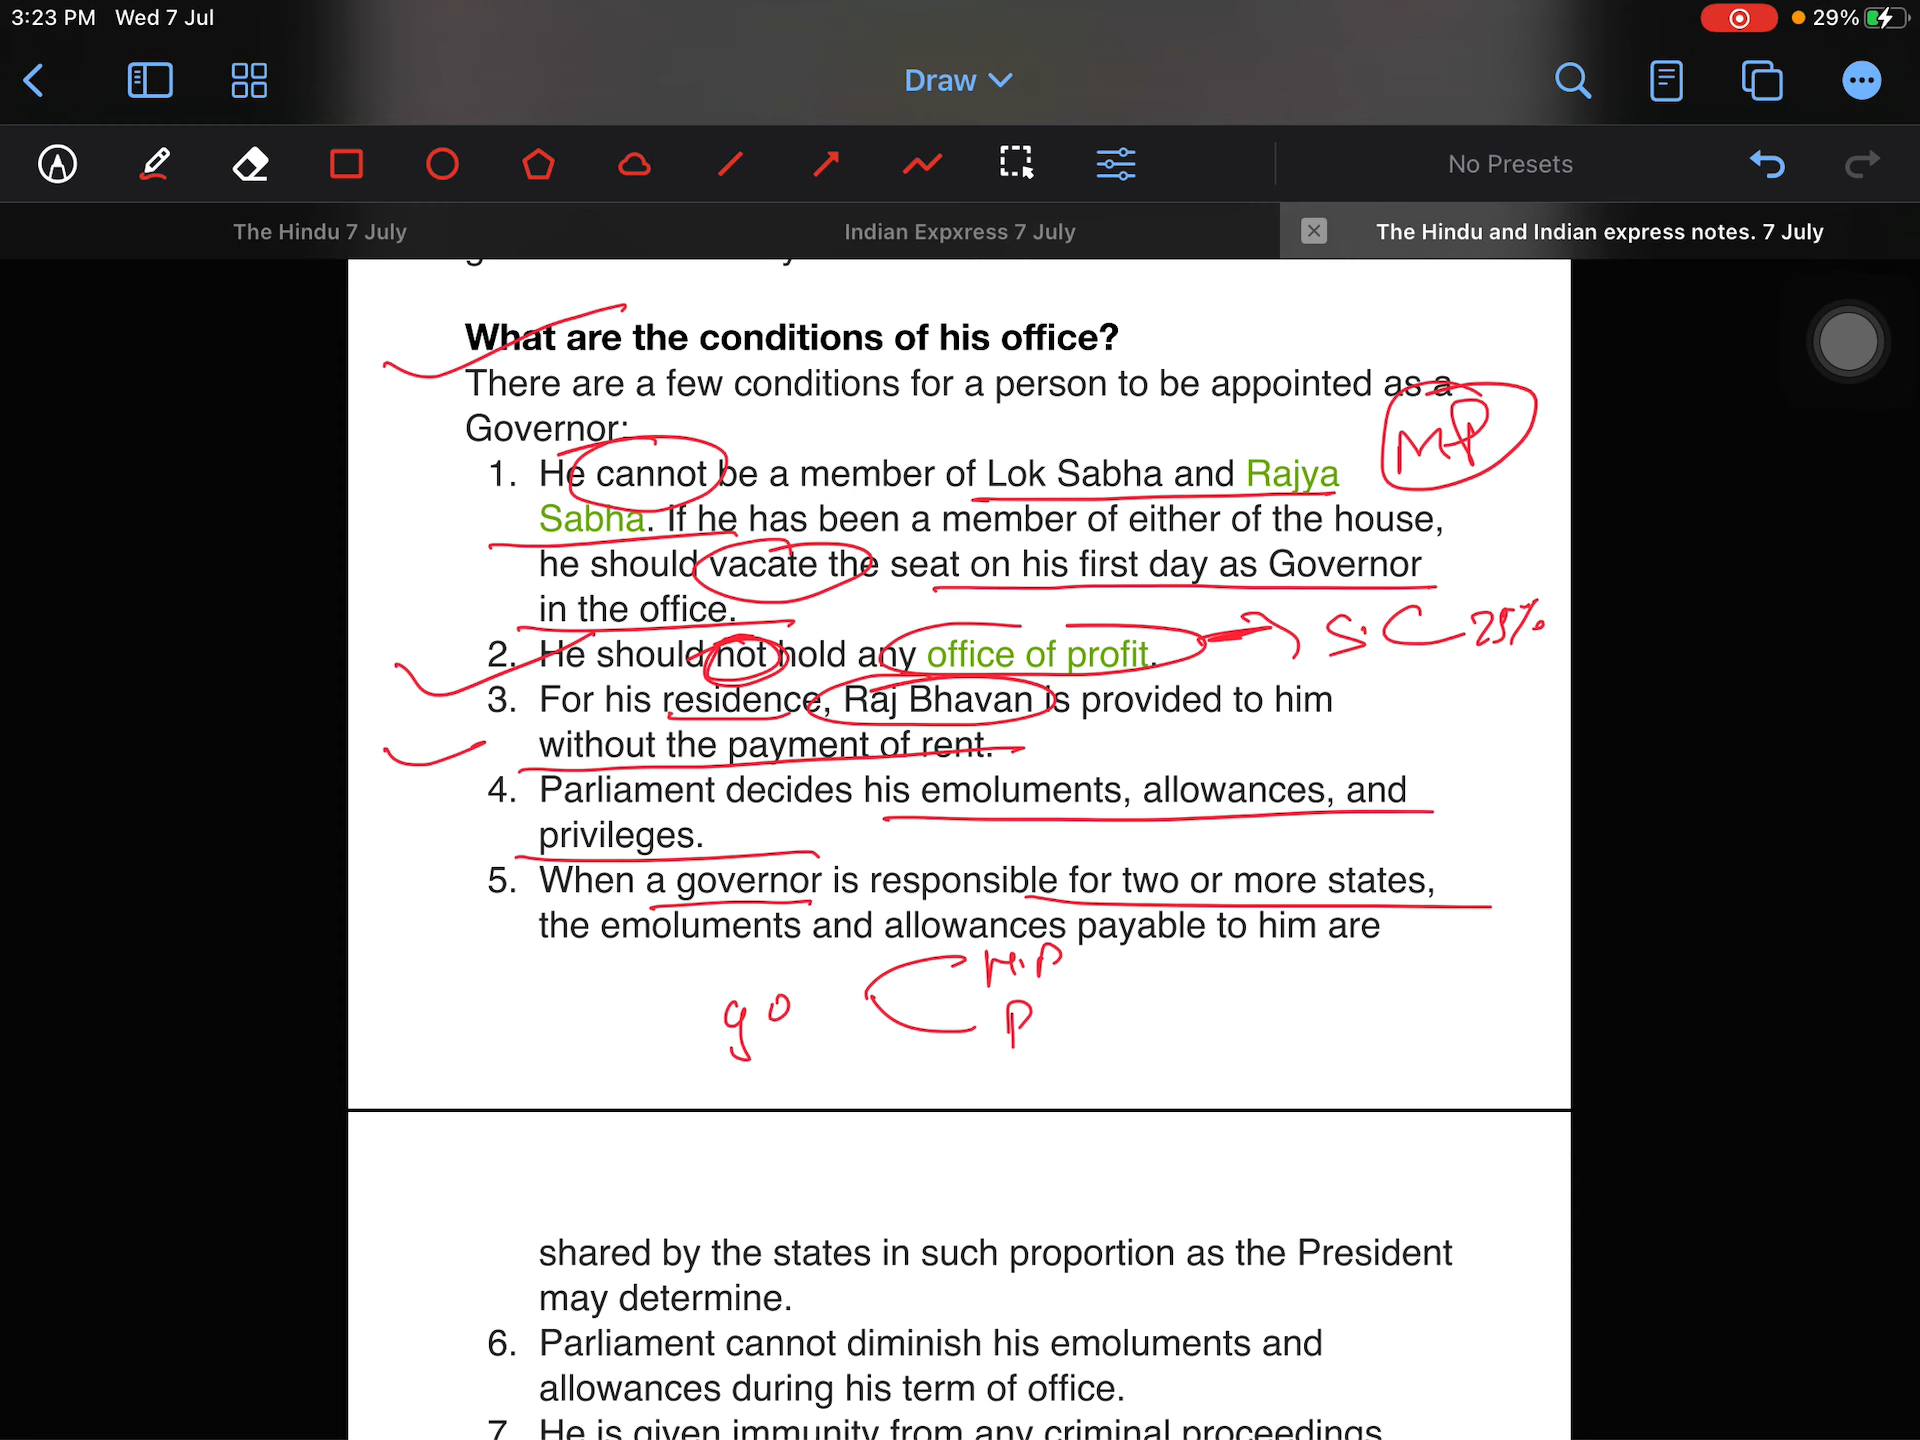 3:23 PM Wed 7 Jul
29%
Draw
No Presets
The Hindu 7 July
Indian Expxress 7 July
The Hindu and Indian express notes. 7 July
What are the conditions of his office?
There are a few conditions for a person to be appointed as a
Governor:
MP
1. He cannot be a member of Lok Sabha and Rajya
Sabha. If he has been a member of either of the house,
he should vacate the seat on his first day as Governor
in the office.
S.C 25%
2. He should not hold any office of profit.
3. For his residence, Raj Bhavan is provided to him
without the payment of rent.
4. Parliament decides his emoluments, allowances, and
privileges.
5. When a governor is responsible for two or more states,
the emoluments and allowances payable to him are
go
P
shared by the states in such proportion as the President
may determine.
6. Parliament cannot diminish his emoluments and
allowances during his term of office.
7. He is given immunity from any criminal proceedings